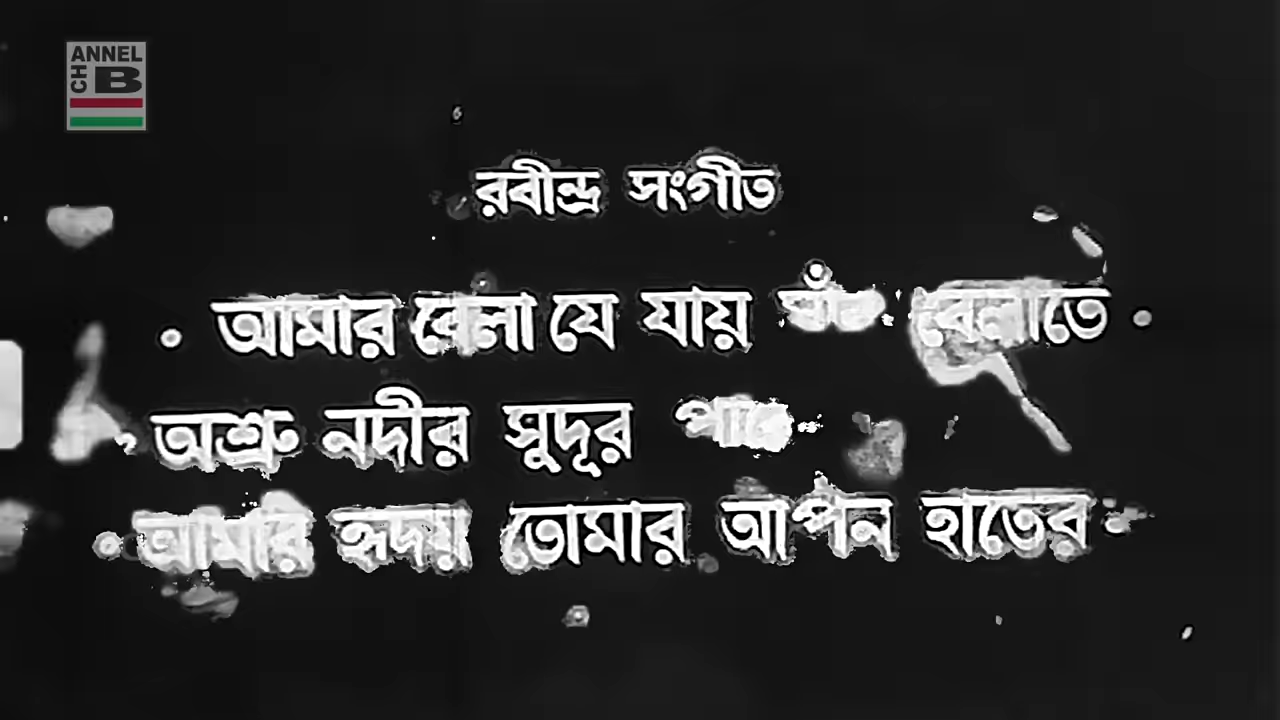 CHANNEL B
রবীন্দ্র সংগীত
আমার বেলা যে যায় সাঁঝ বেলাতে
অশ্রু নদীর সুদূর পারে
আমার হৃদয় তোমার আপন হাতের